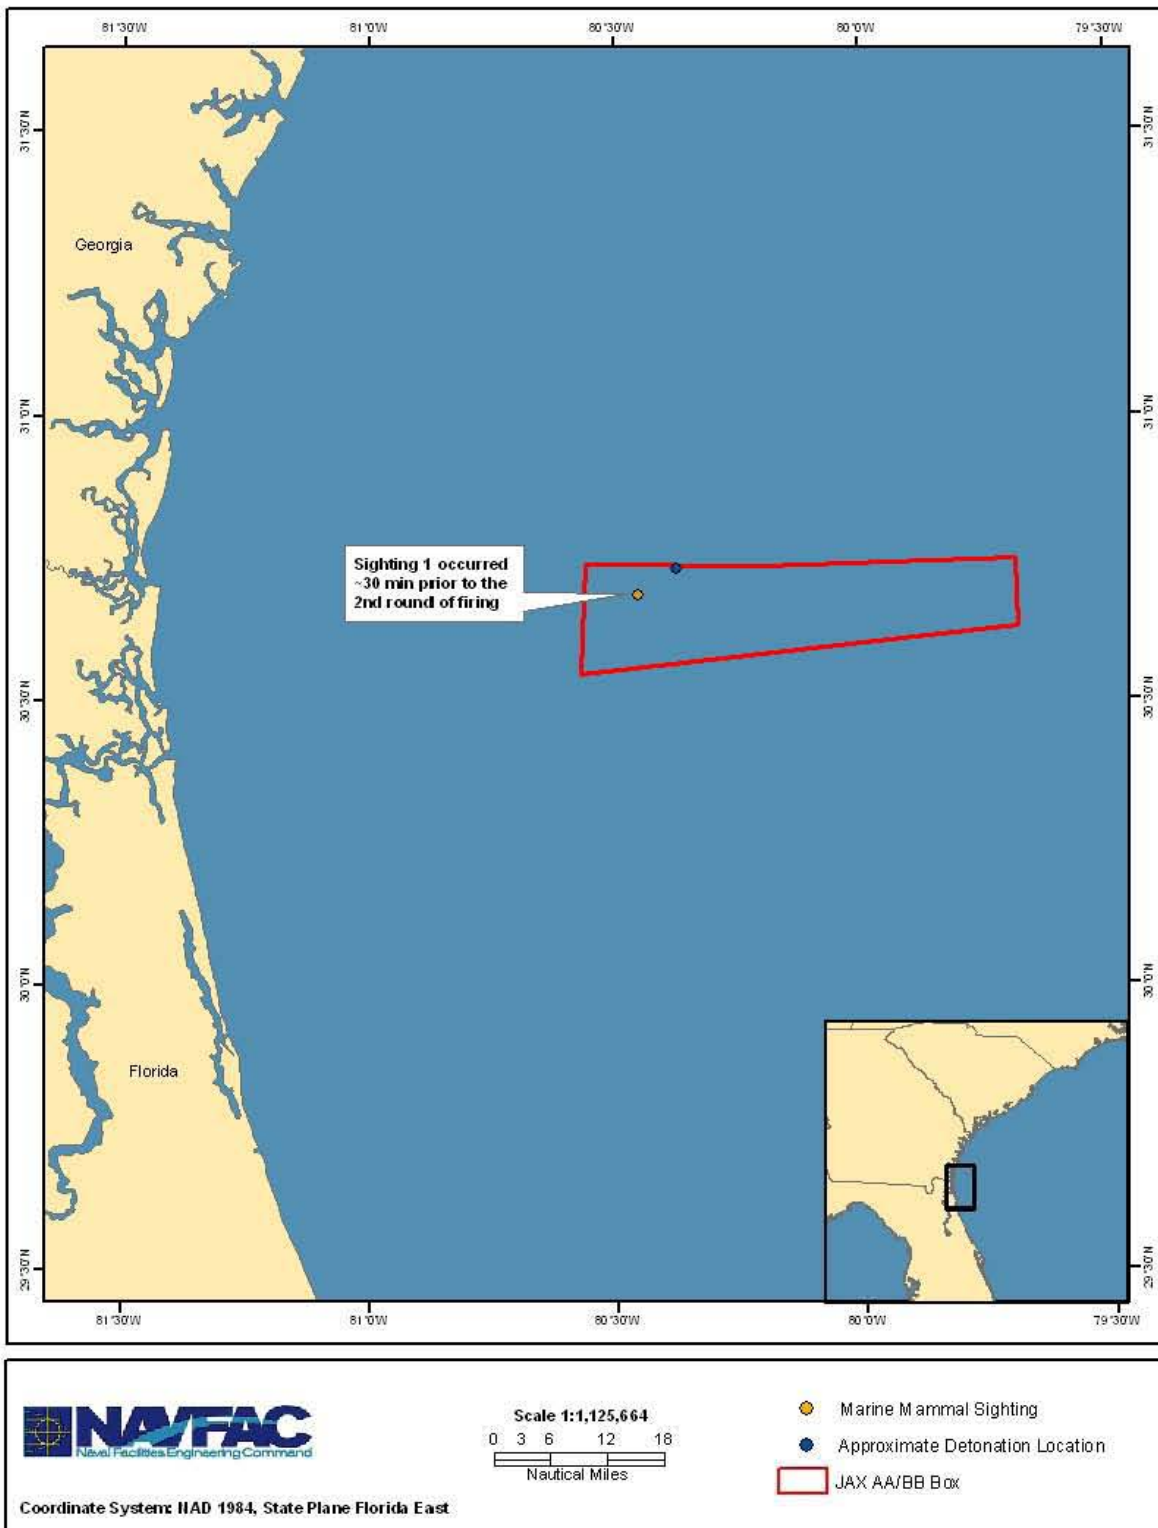 81°30'W 81°0'W 80°30'W 80°0'W 79°30'W
31°30'N 31°30'N
Georgia
31°0'N 31°0'N
Sighting 1 occurred
~30 min prior to the
2nd round of firing
30°30'N 30°30'N
30°0'N 30°0'N
Florida
29°30'N 29°30'N
81°30'W 81°0'W 80°30'W 80°0'W 79°30'W
NAVFAC
Naval Facilities Engineering Command
Scale 1:1,125,664
0 3 6 12 18
Nautical Miles
Marine Mammal Sighting
Approximate Detonation Location
JAX AA/BB Box
Coordinate System: NAD 1984, State Plane Florida East